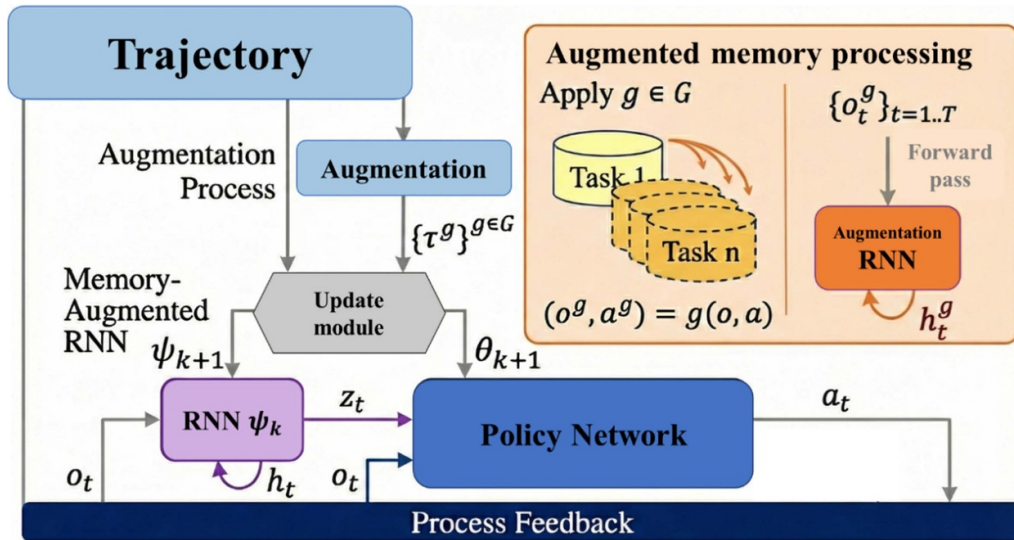 Trajectory
Augmentation
Process
Augmentation
{τ^g}^{g∈G}
Memory-
Augmented
RNN
Update
module
ψ_{k+1}
θ_{k+1}
RNN ψ_k
z_t
Policy Network
a_t
o_t
h_t
o_t
Process Feedback
Augmented memory processing
Apply g ∈ G
Task 1
Task n
(o^g, a^g) = g(o, a)
{o_t^g}_{t=1..T}
Forward
pass
Augmentation
RNN
h_t^g